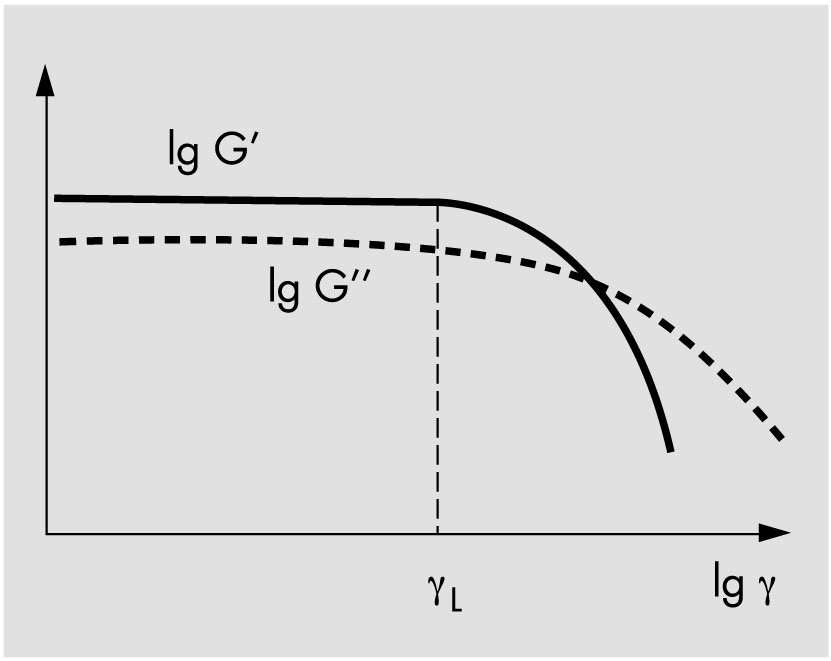 lg G′
lg G′′
γL
lg γ